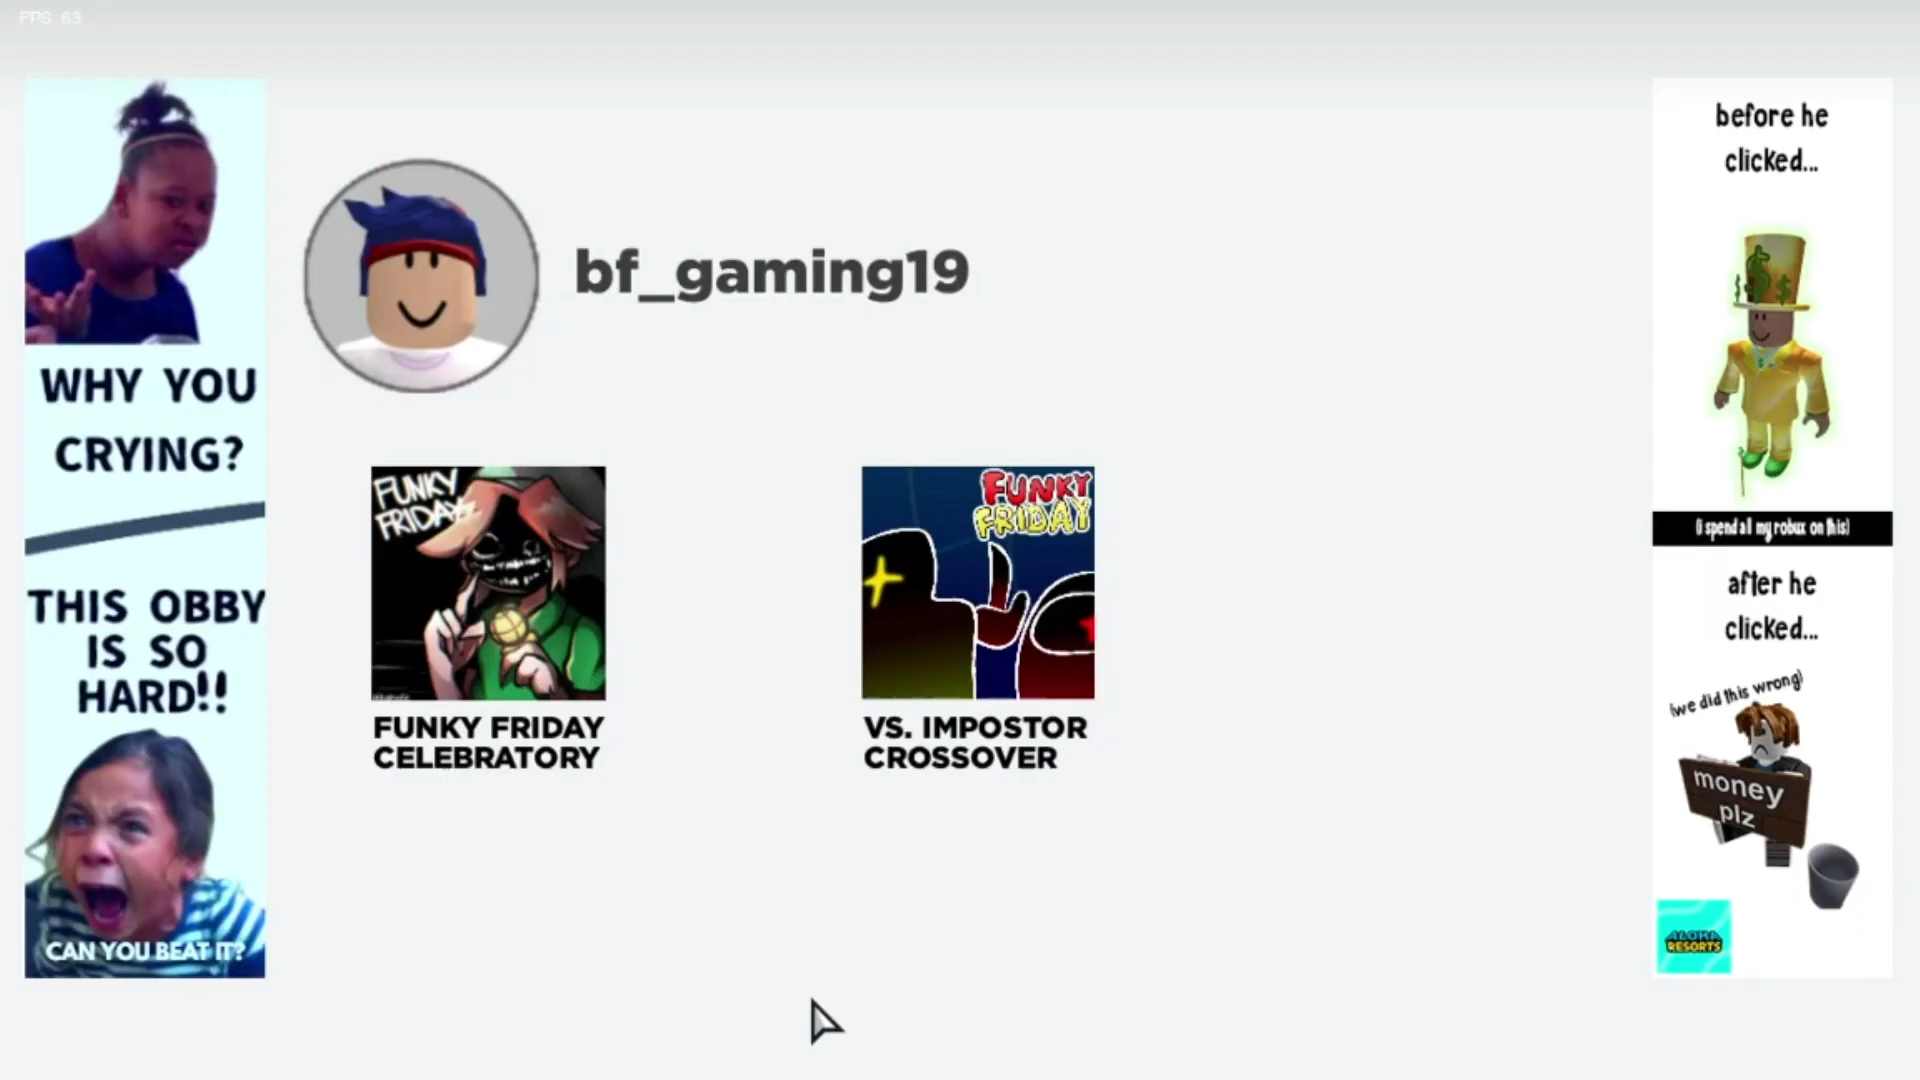 FPS: 63
WHY YOU
CRYING?
THIS OBBY
IS SO
HARD!!
CAN YOU BEAT IT?
bf_gaming19
FUNKY
FRIDAY
FUNKY FRIDAY
CELEBRATORY
FUNKY
FRIDAY
VS. IMPOSTOR
CROSSOVER
before he
clicked...
(i spend all my robux on this)
after he
clicked...
(we did this wrong)
money
plz
ALOHA
RESORTS